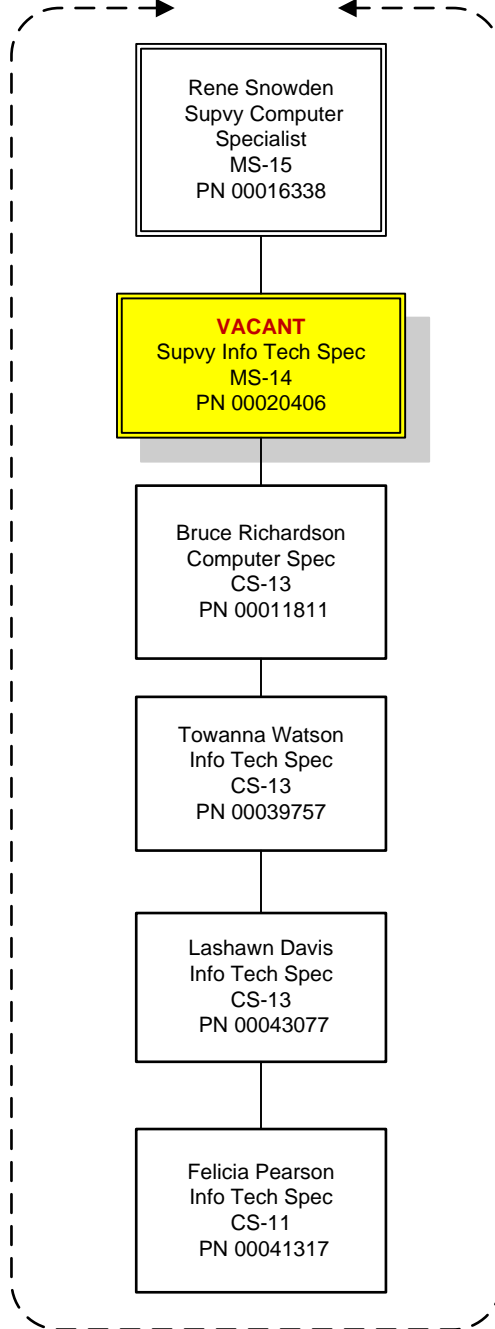 Rene Snowden
Supvy Computer
Specialist
MS-15
PN 00016338
VACANT
Supvy Info Tech Spec
MS-14
PN 00020406
Bruce Richardson
Computer Spec
CS-13
PN 00011811
Towanna Watson
Info Tech Spec
CS-13
PN 00039757
Lashawn Davis
Info Tech Spec
CS-13
PN 00043077
Felicia Pearson
Info Tech Spec
CS-11
PN 00041317